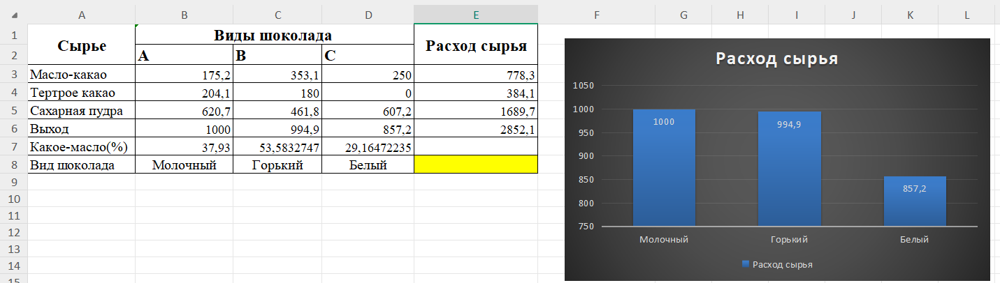 A B C D E F G H I J K L
1 Сырье Виды шоколада Расход сырья
2 A B C
3 Масло-какао 175,2 353,1 250 778,3
4 Тертрое какао 204,1 180 0 384,1
5 Сахарная пудра 620,7 461,8 607,2 1689,7
6 Выход 1000 994,9 857,2 2852,1
7 Какое-масло(%) 37,93 53,5832747 29,16472235
8 Вид шоколада Молочный Горький Белый
9
10
11
12
13
14
15
Расход сырья
1050
1000
950
900
850
800
750
1000 994,9 857,2
Молочный Горький Белый
Расход сырья